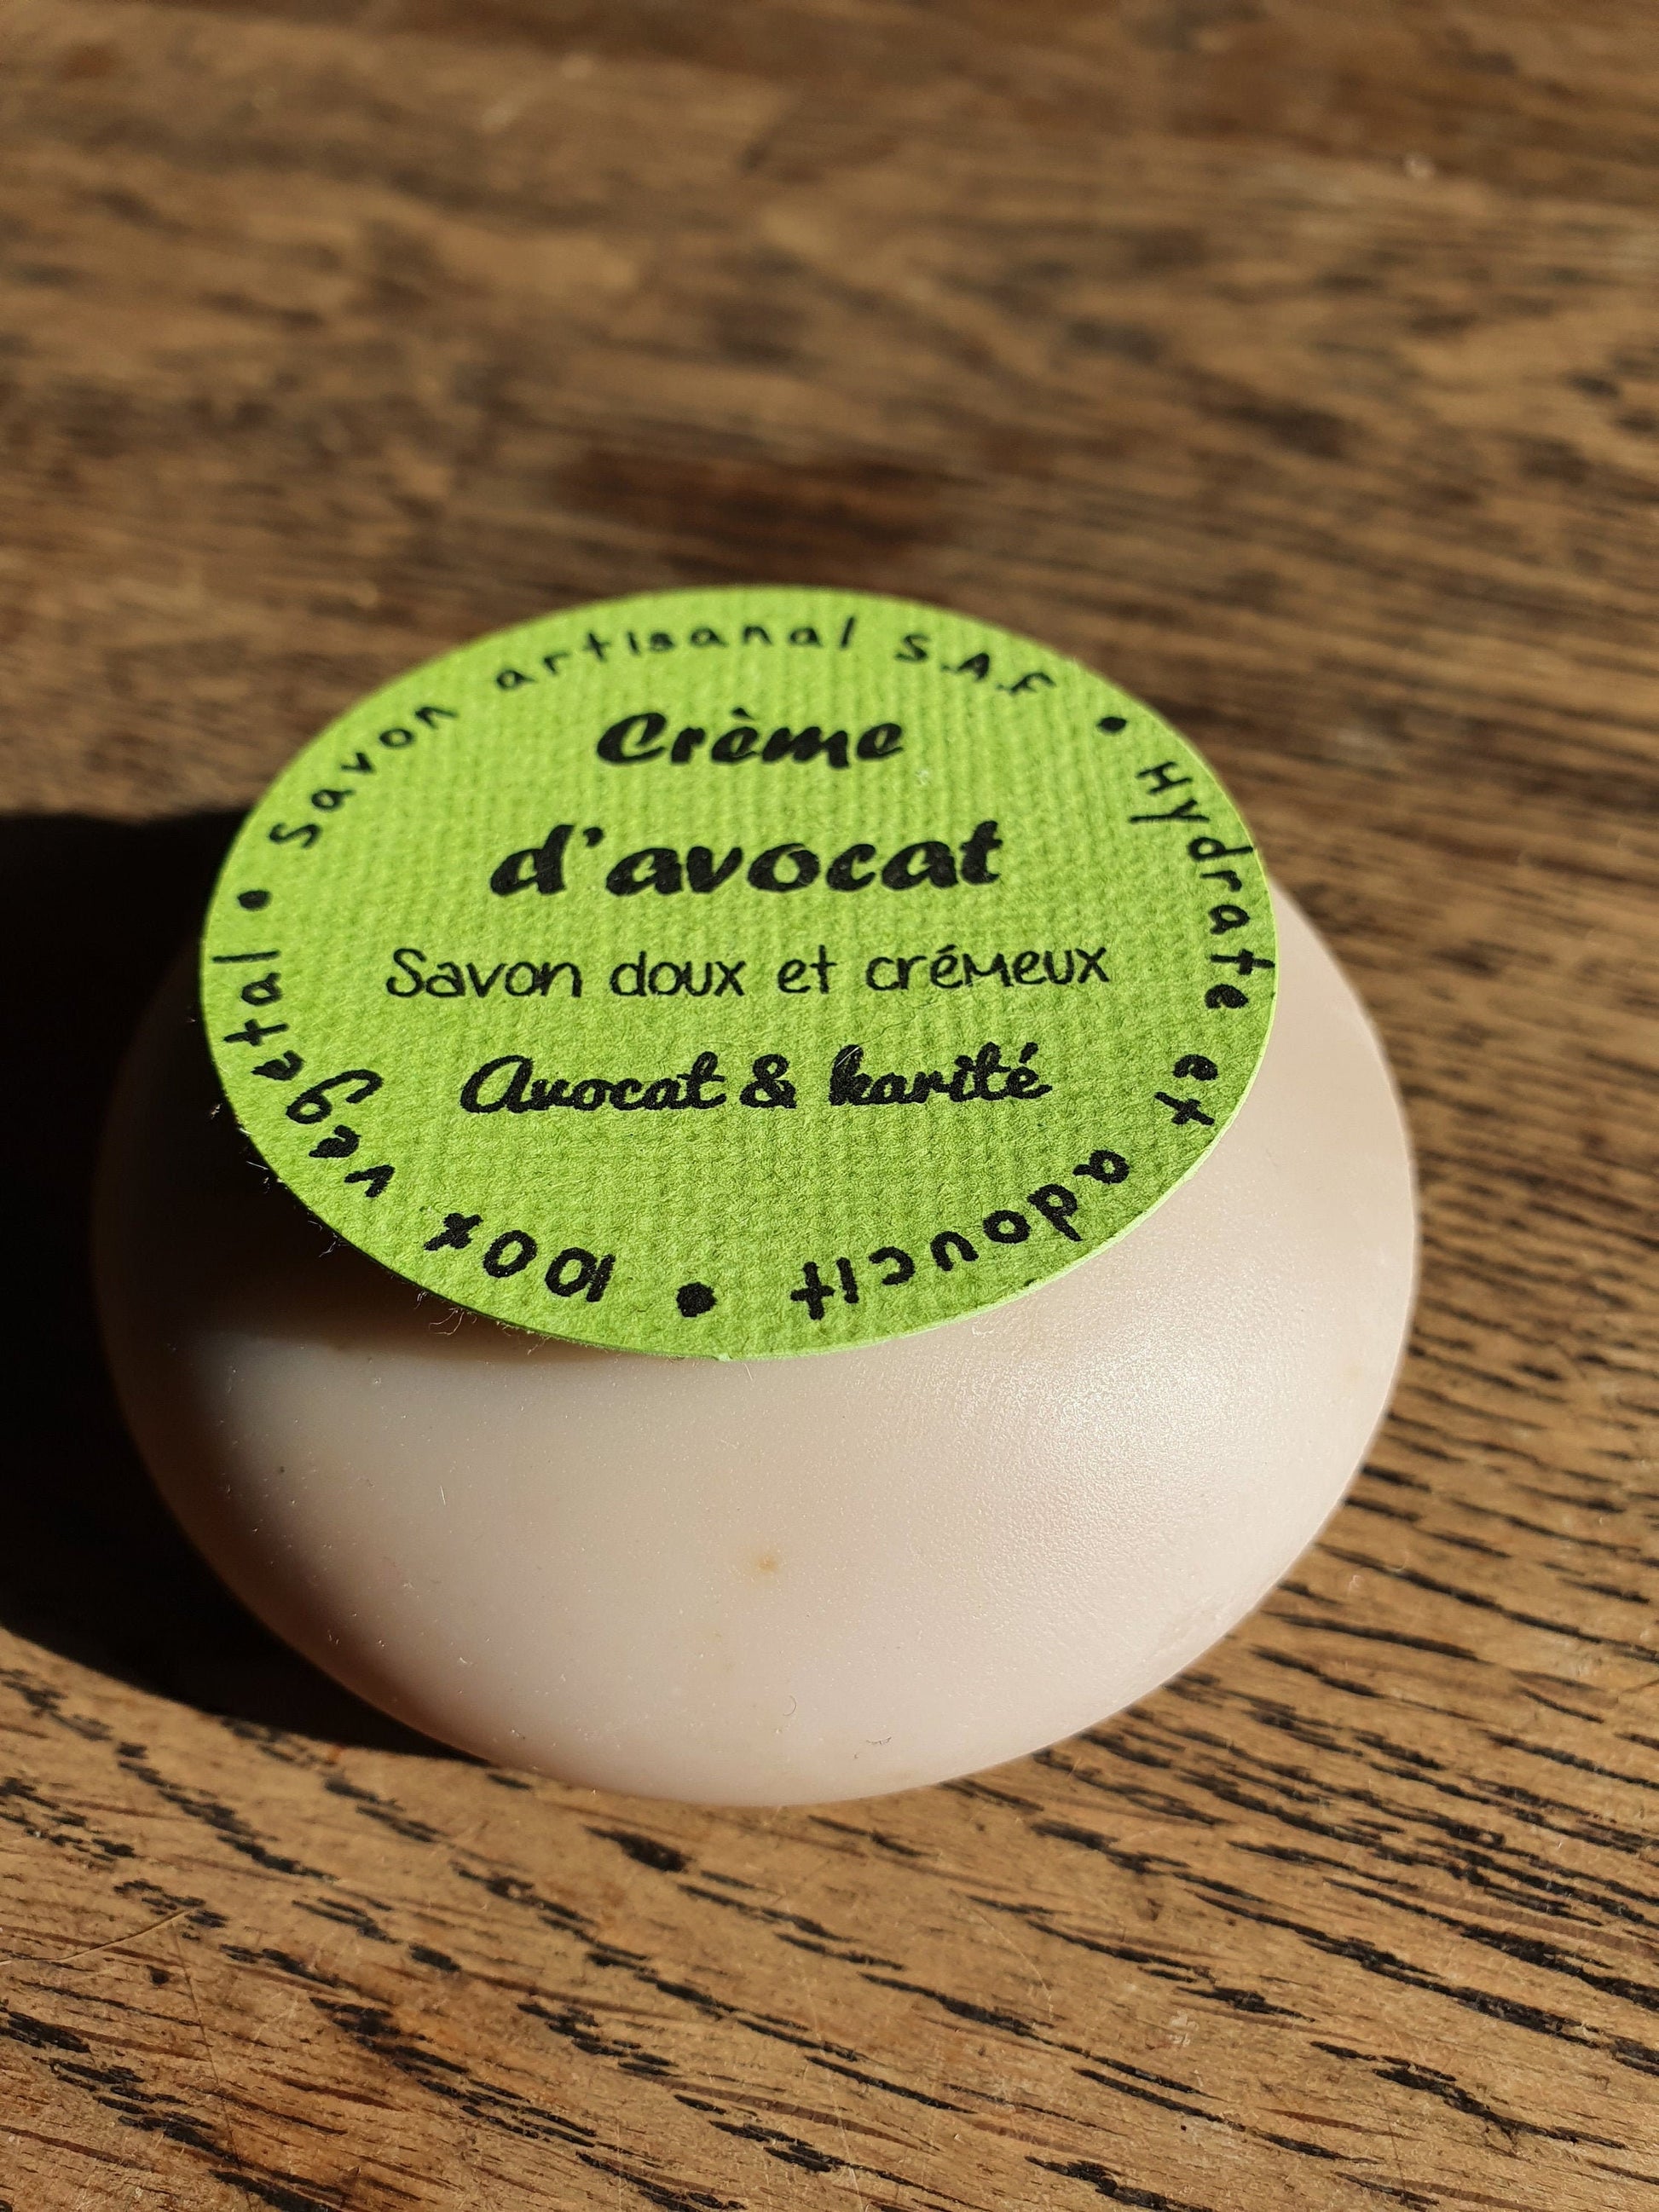 Savon artisanal S.A.F • Hydrate et adoucit • 100% végétal •
Crème
d'avocat
Savon doux et crémeux
Avocat & karité